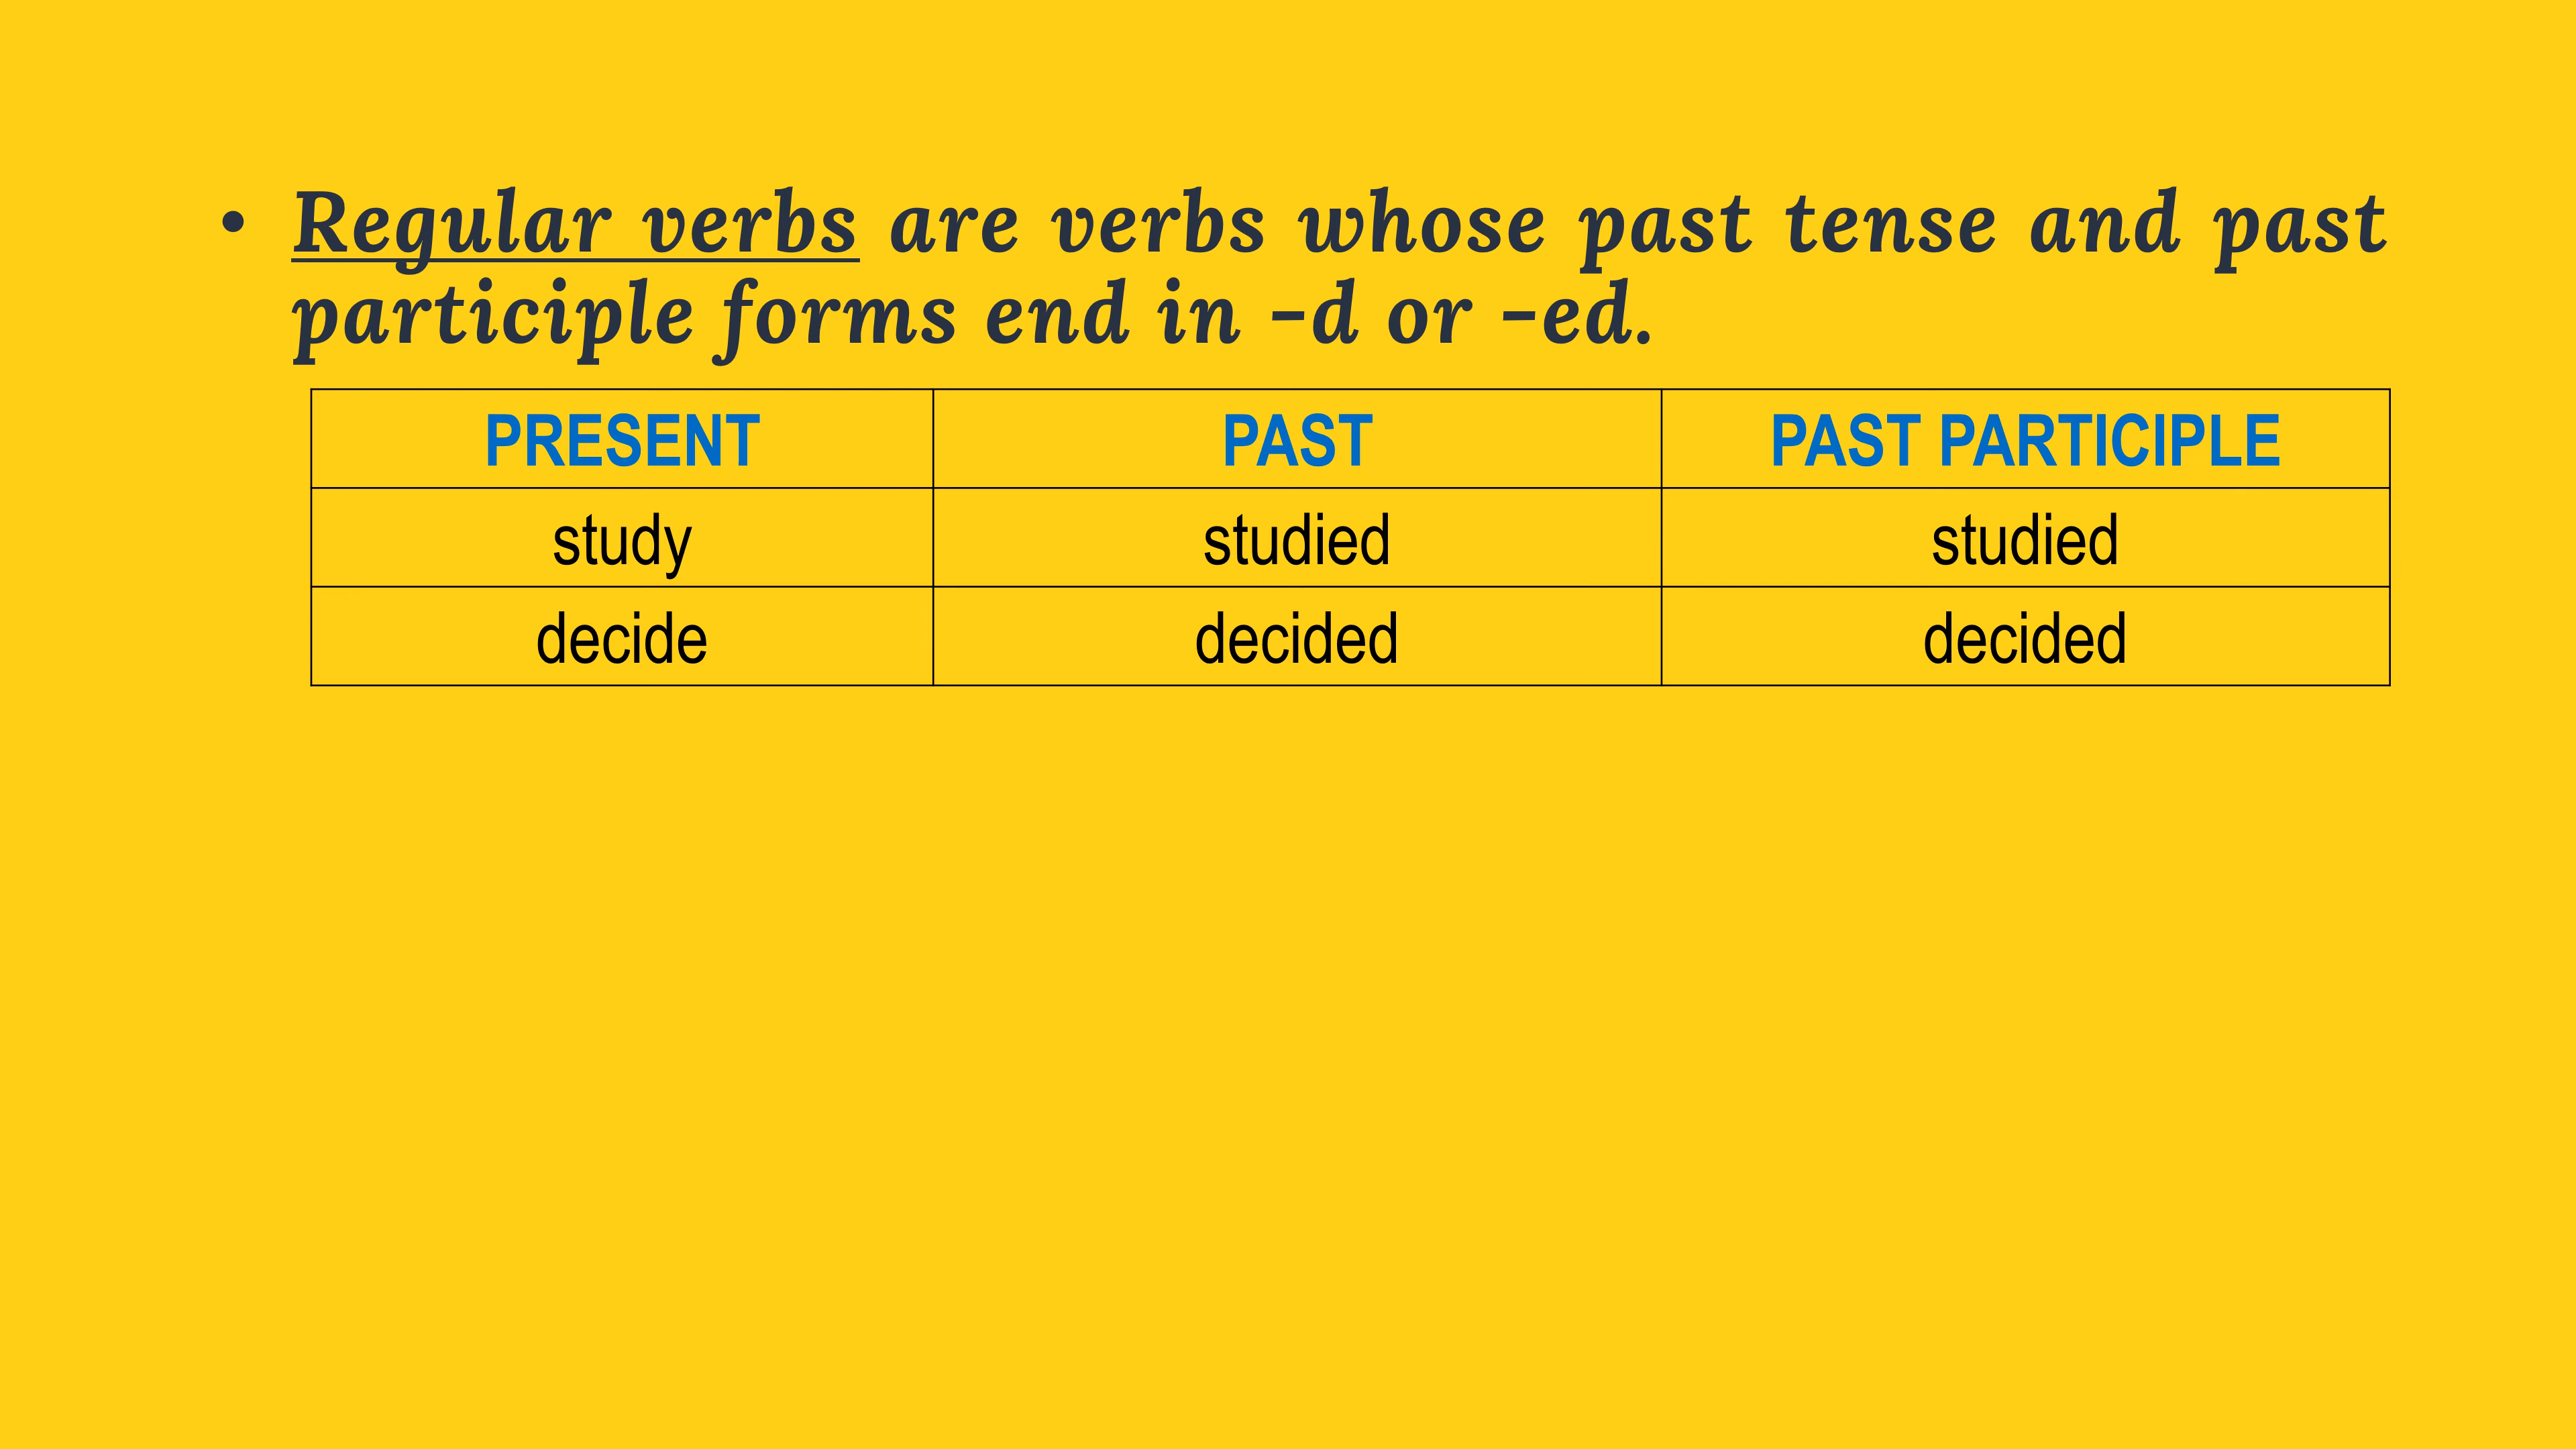 • Regular verbs are verbs whose past tense and past
participle forms end in –d or –ed.
PRESENT PAST PAST PARTICIPLE
study studied studied
decide decided decided